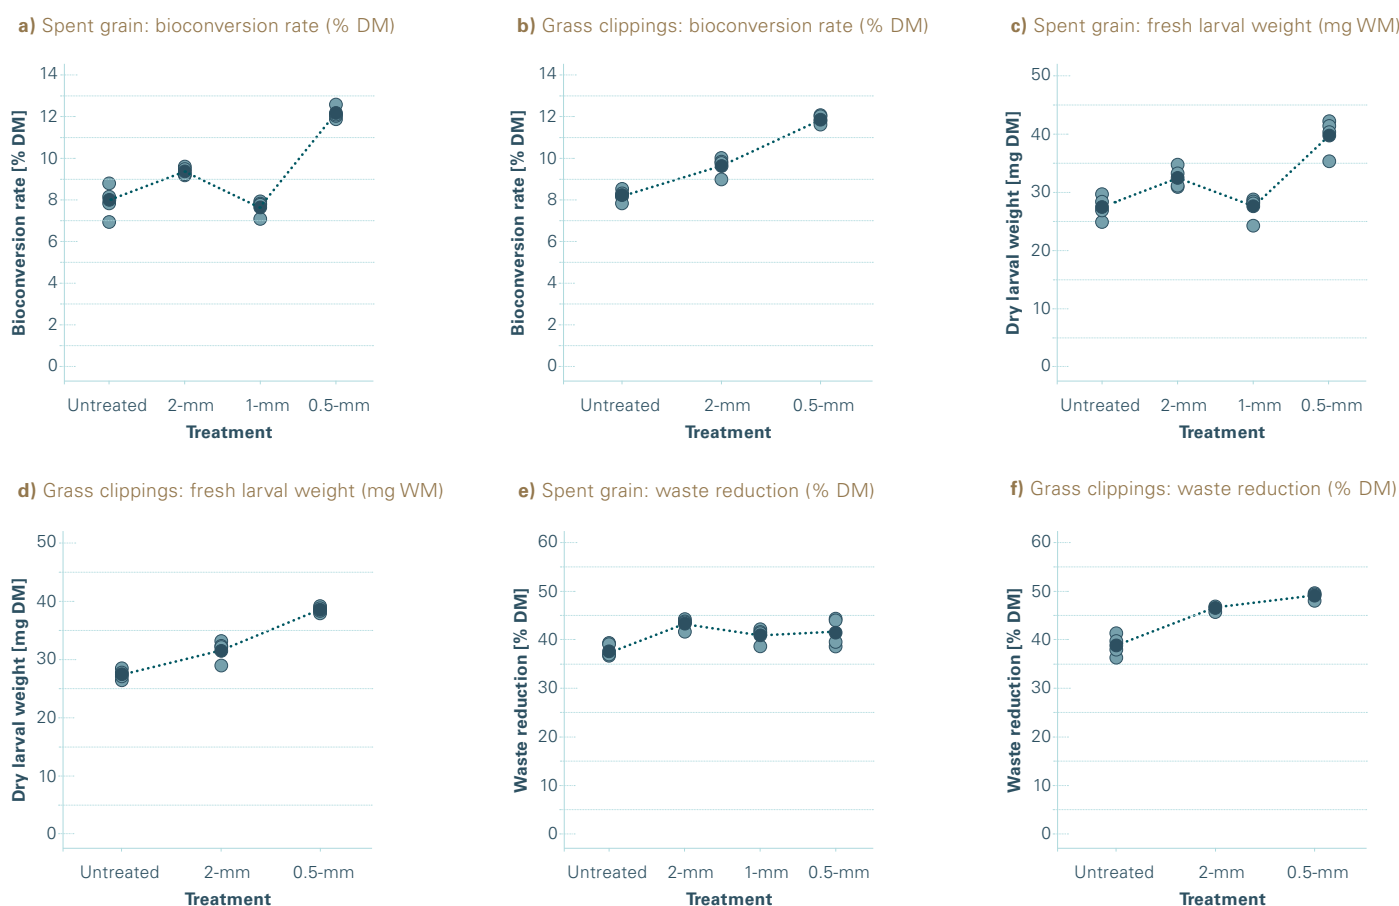 a) Spent grain: bioconversion rate (% DM)
14
12
10
8
6
4
2
0
Bioconversion rate [% DM]
Untreated 2-mm 1-mm 0.5-mm
Treatment
b) Grass clippings: bioconversion rate (% DM)
14
12
10
8
6
4
2
0
Bioconversion rate [% DM]
Untreated 2-mm 0.5-mm
Treatment
c) Spent grain: fresh larval weight (mg WM)
50
40
30
20
10
0
Dry larval weight [mg DM]
Untreated 2-mm 1-mm 0.5-mm
Treatment
d) Grass clippings: fresh larval weight (mg WM)
50
40
30
20
10
0
Dry larval weight [mg DM]
Untreated 2-mm 0.5-mm
Treatment
e) Spent grain: waste reduction (% DM)
60
50
40
30
20
10
0
Waste reduction [% DM]
Untreated 2-mm 1-mm 0.5-mm
Treatment
f) Grass clippings: waste reduction (% DM)
60
50
40
30
20
10
0
Waste reduction [% DM]
Untreated 2-mm 0.5-mm
Treatment